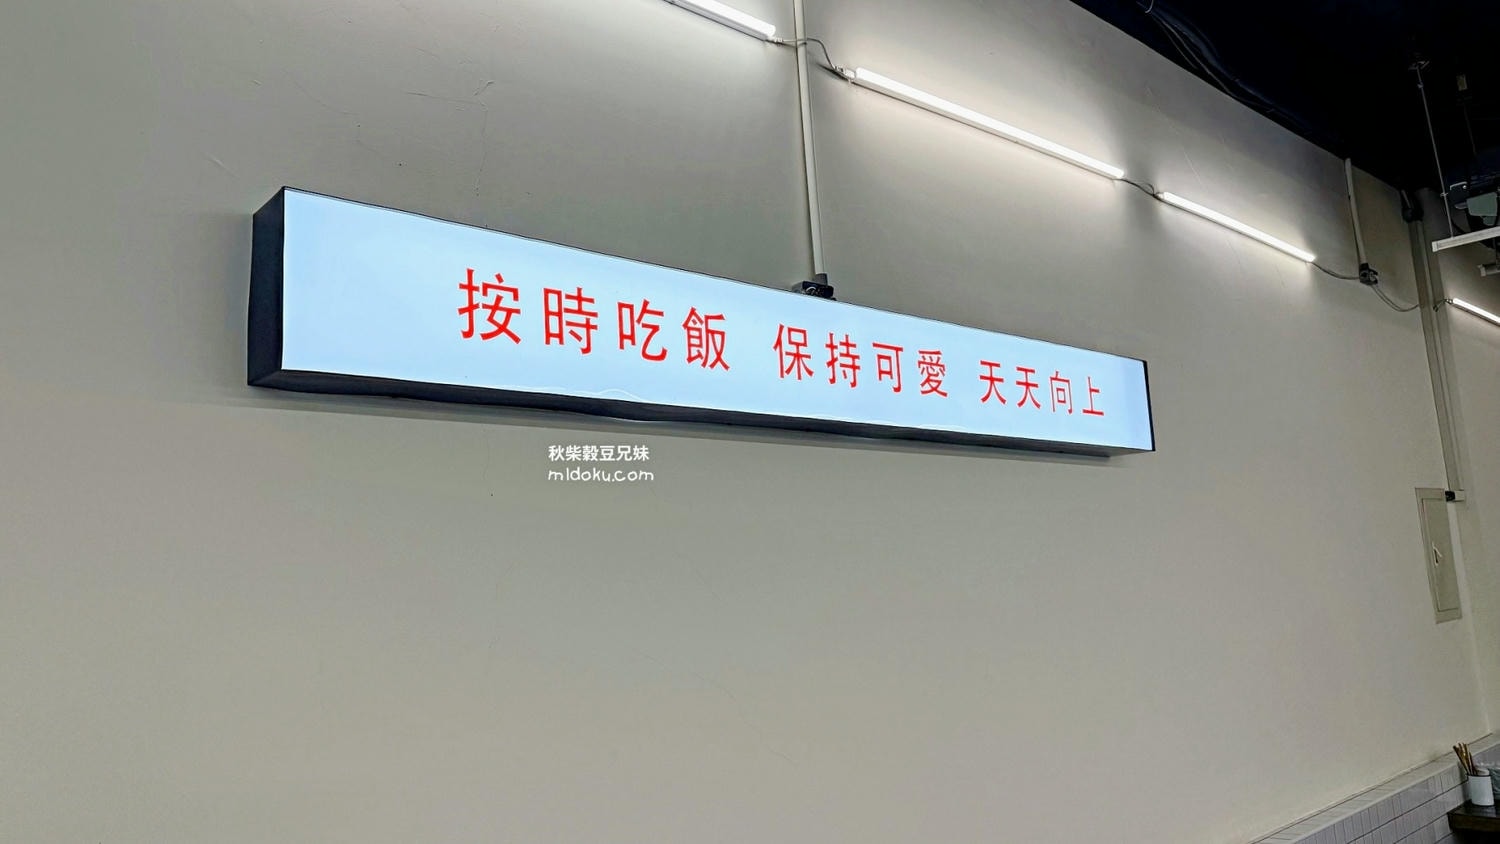 按時吃飯 保持可愛 天天向上
秋柴穀豆兄妹
mldoku.com